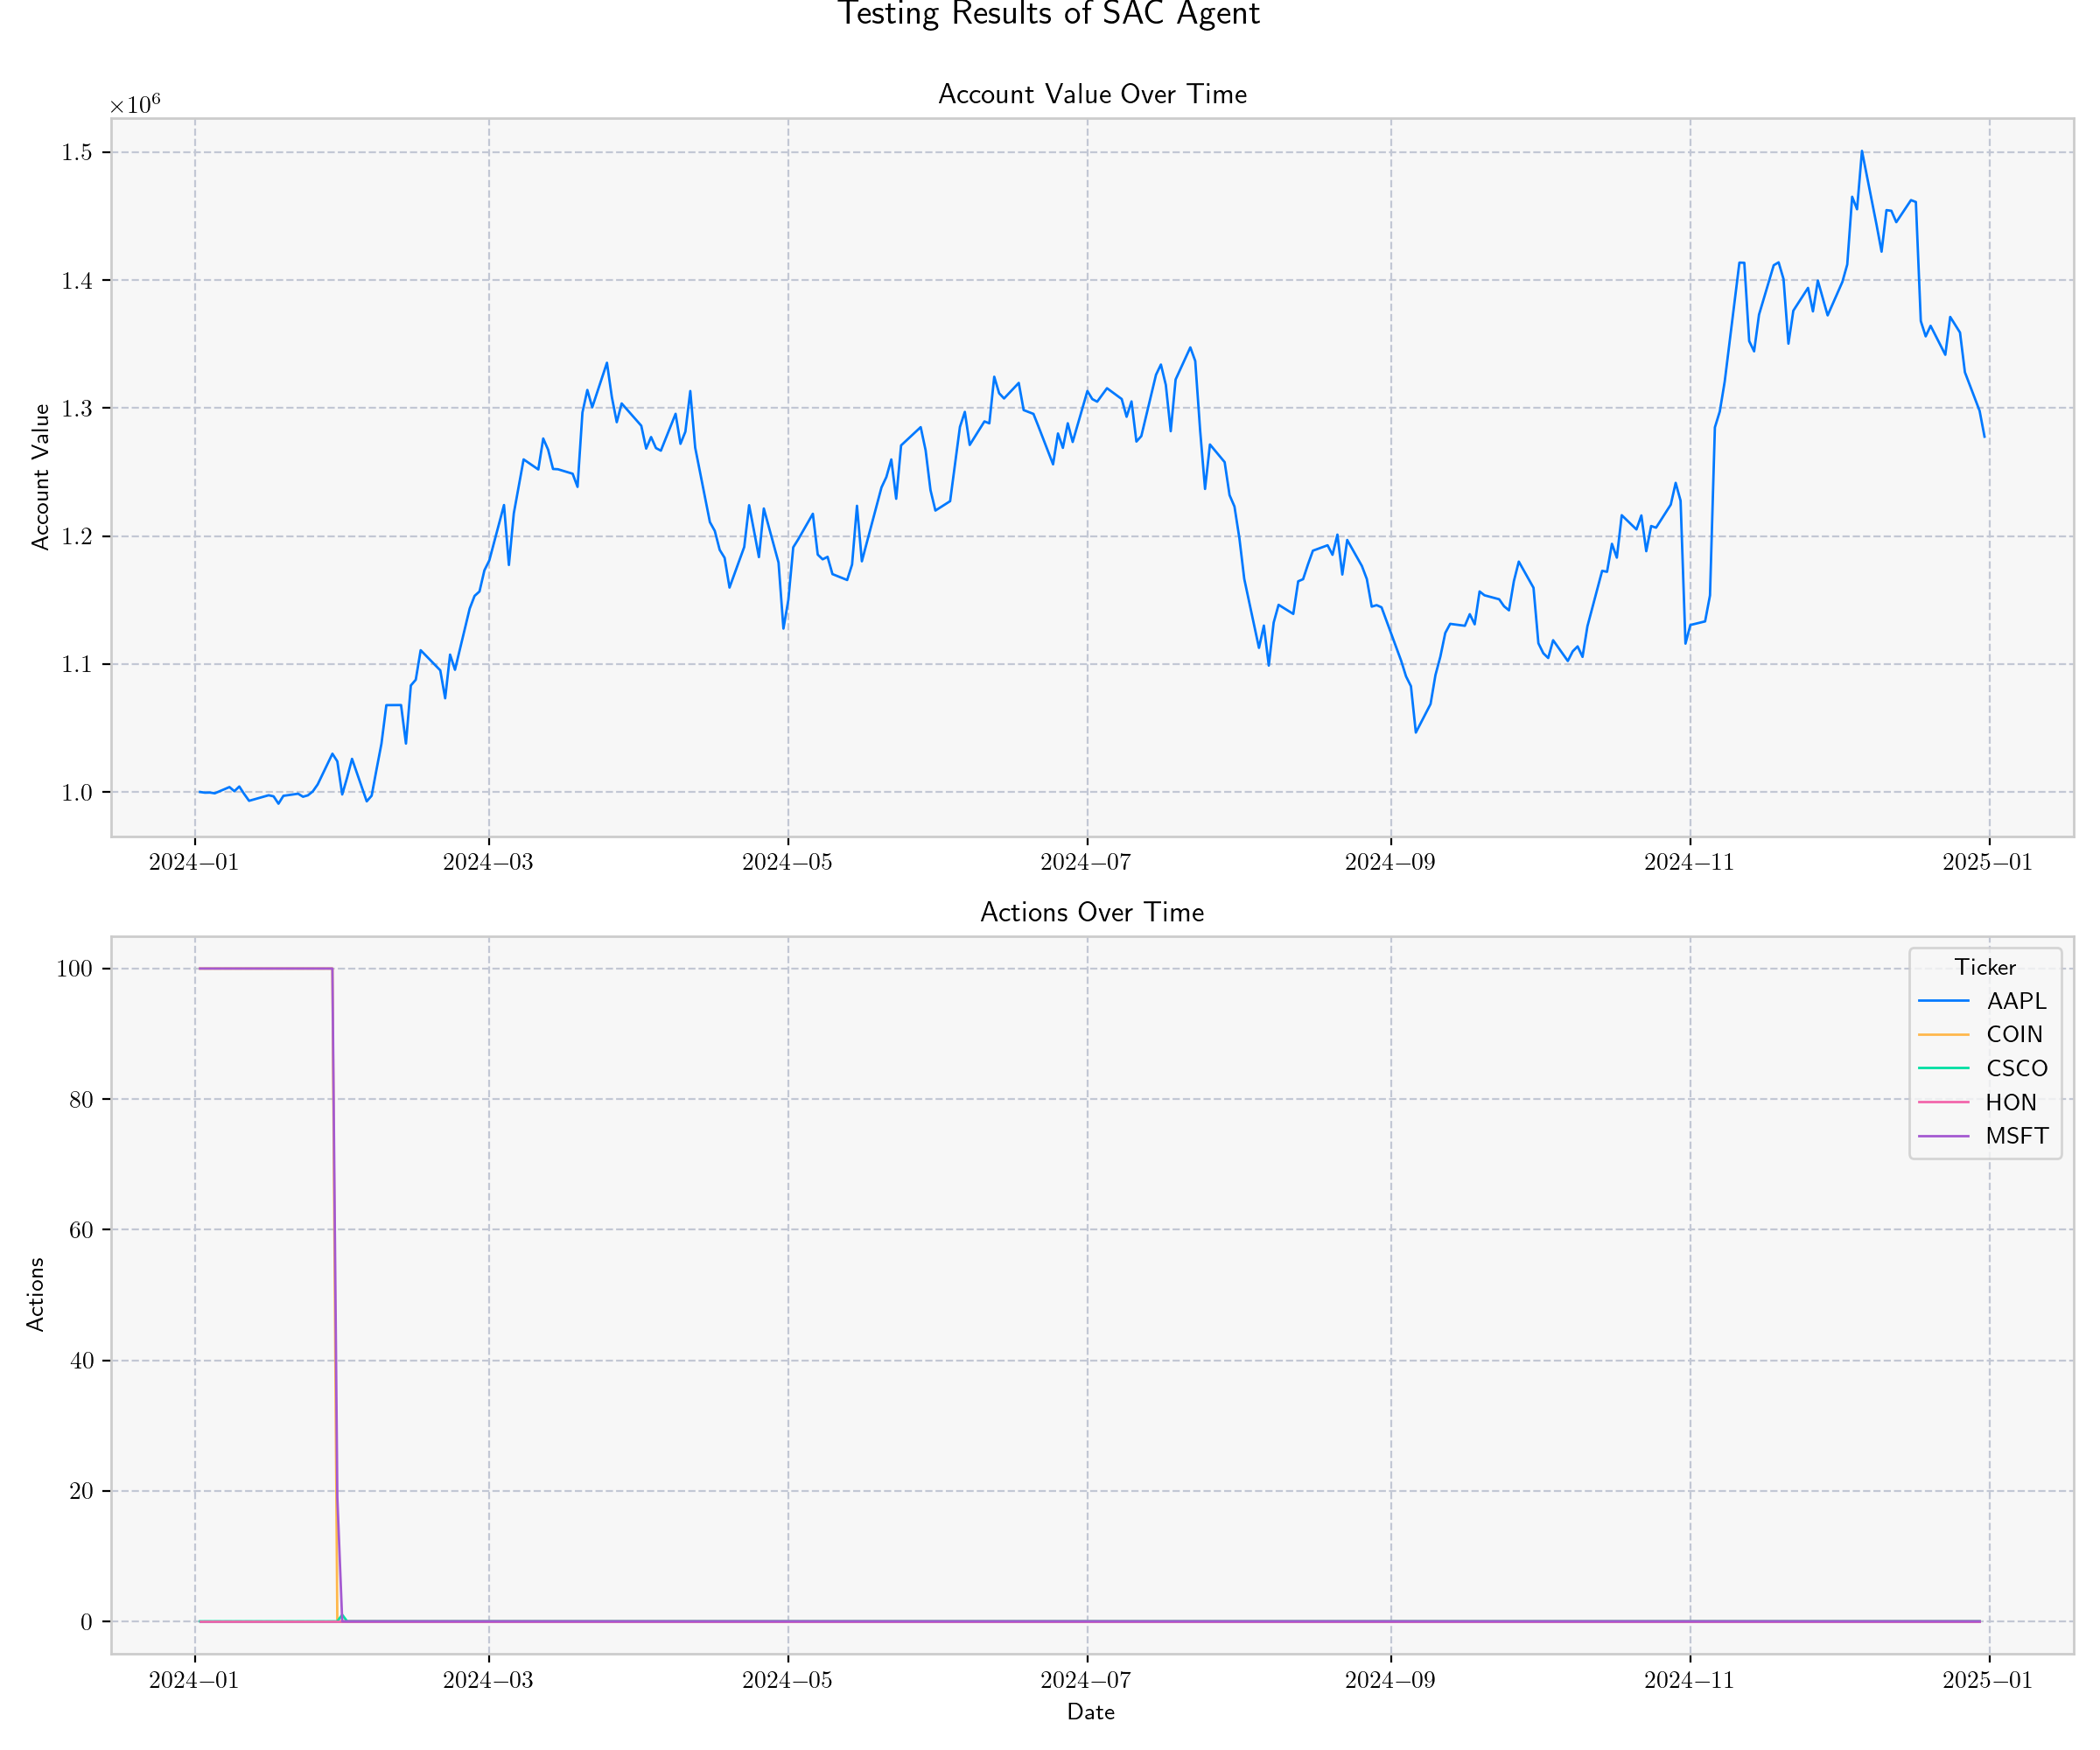 Testing Results of SAC Agent
Account Value Over Time
×10⁶
1.5
1.4
1.3
1.2
1.1
1.0
Account Value
2024–01 2024–03 2024–05 2024–07 2024–09 2024–11 2025–01
Actions Over Time
100
80
60
40
20
0
Actions
Ticker
AAPL
COIN
CSCO
HON
MSFT
2024–01 2024–03 2024–05 2024–07 2024–09 2024–11 2025–01
Date